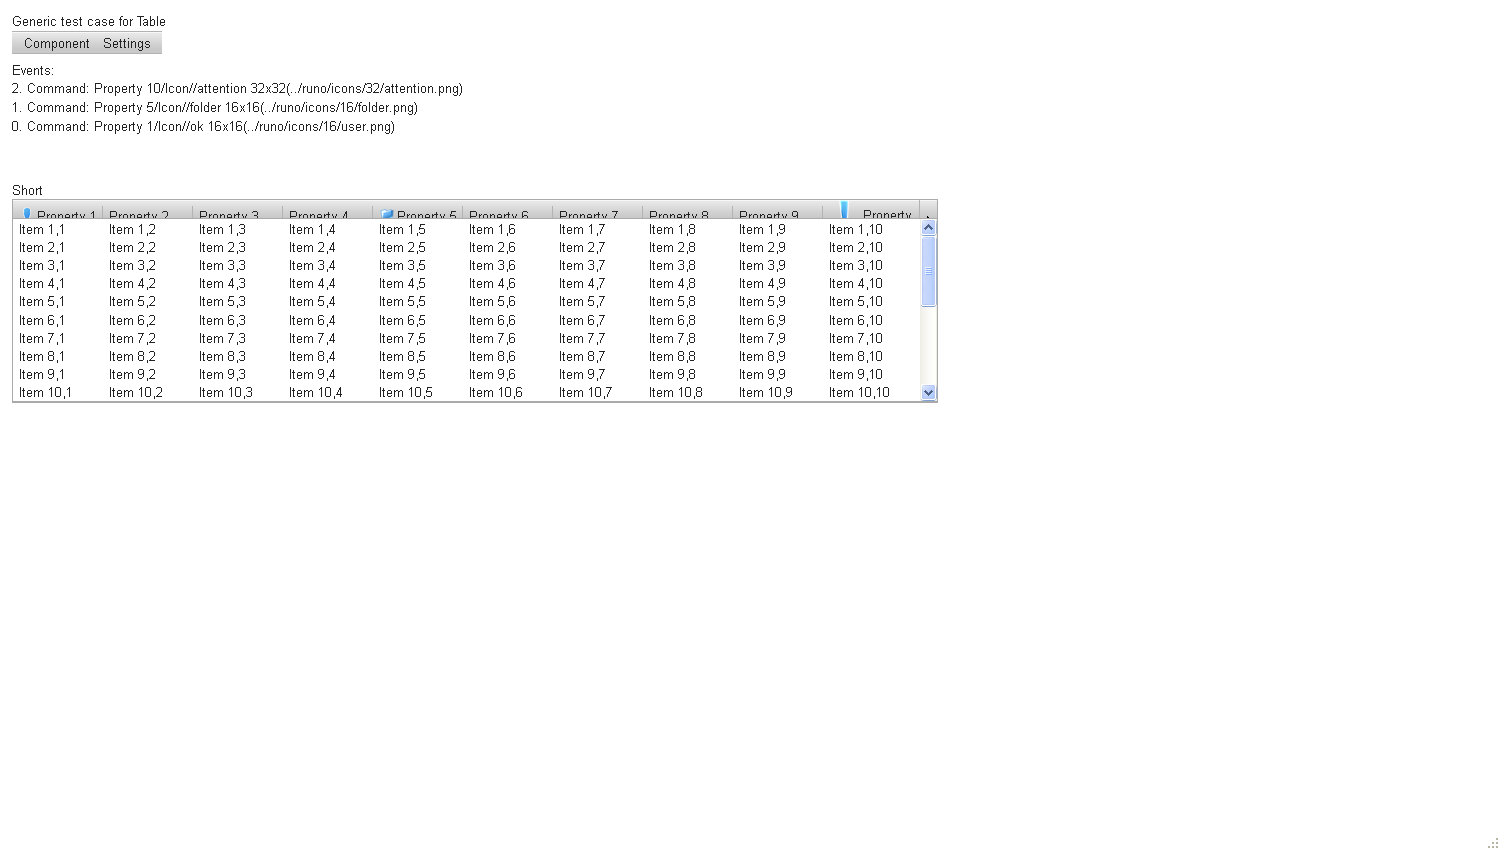 Generic test case for Table
Component Settings
Events:
2. Command: Property 10/Icon//attention 32x32(../runo/icons/32/attention.png)
1. Command: Property 5/Icon//folder 16x16(../runo/icons/16/folder.png)
0. Command: Property 1/Icon//ok 16x16(../runo/icons/16/user.png)
Short
Property 1 Property 2 Property 3 Property 4 Property 5 Property 6 Property 7 Property 8 Property 9 Property
Item 1,1 Item 1,2 Item 1,3 Item 1,4 Item 1,5 Item 1,6 Item 1,7 Item 1,8 Item 1,9 Item 1,10
Item 2,1 Item 2,2 Item 2,3 Item 2,4 Item 2,5 Item 2,6 Item 2,7 Item 2,8 Item 2,9 Item 2,10
Item 3,1 Item 3,2 Item 3,3 Item 3,4 Item 3,5 Item 3,6 Item 3,7 Item 3,8 Item 3,9 Item 3,10
Item 4,1 Item 4,2 Item 4,3 Item 4,4 Item 4,5 Item 4,6 Item 4,7 Item 4,8 Item 4,9 Item 4,10
Item 5,1 Item 5,2 Item 5,3 Item 5,4 Item 5,5 Item 5,6 Item 5,7 Item 5,8 Item 5,9 Item 5,10
Item 6,1 Item 6,2 Item 6,3 Item 6,4 Item 6,5 Item 6,6 Item 6,7 Item 6,8 Item 6,9 Item 6,10
Item 7,1 Item 7,2 Item 7,3 Item 7,4 Item 7,5 Item 7,6 Item 7,7 Item 7,8 Item 7,9 Item 7,10
Item 8,1 Item 8,2 Item 8,3 Item 8,4 Item 8,5 Item 8,6 Item 8,7 Item 8,8 Item 8,9 Item 8,10
Item 9,1 Item 9,2 Item 9,3 Item 9,4 Item 9,5 Item 9,6 Item 9,7 Item 9,8 Item 9,9 Item 9,10
Item 10,1 Item 10,2 Item 10,3 Item 10,4 Item 10,5 Item 10,6 Item 10,7 Item 10,8 Item 10,9 Item 10,10